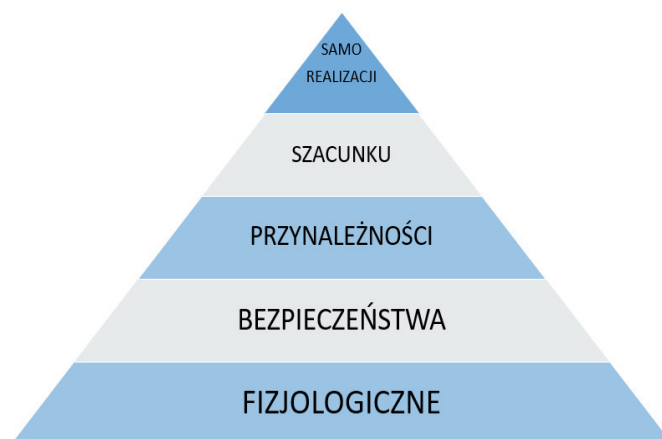 SAMO
REALIZACJI
SZACUNKU
PRZYNALEŻNOŚCI
BEZPIECZEŃSTWA
FIZJOLOGICZNE